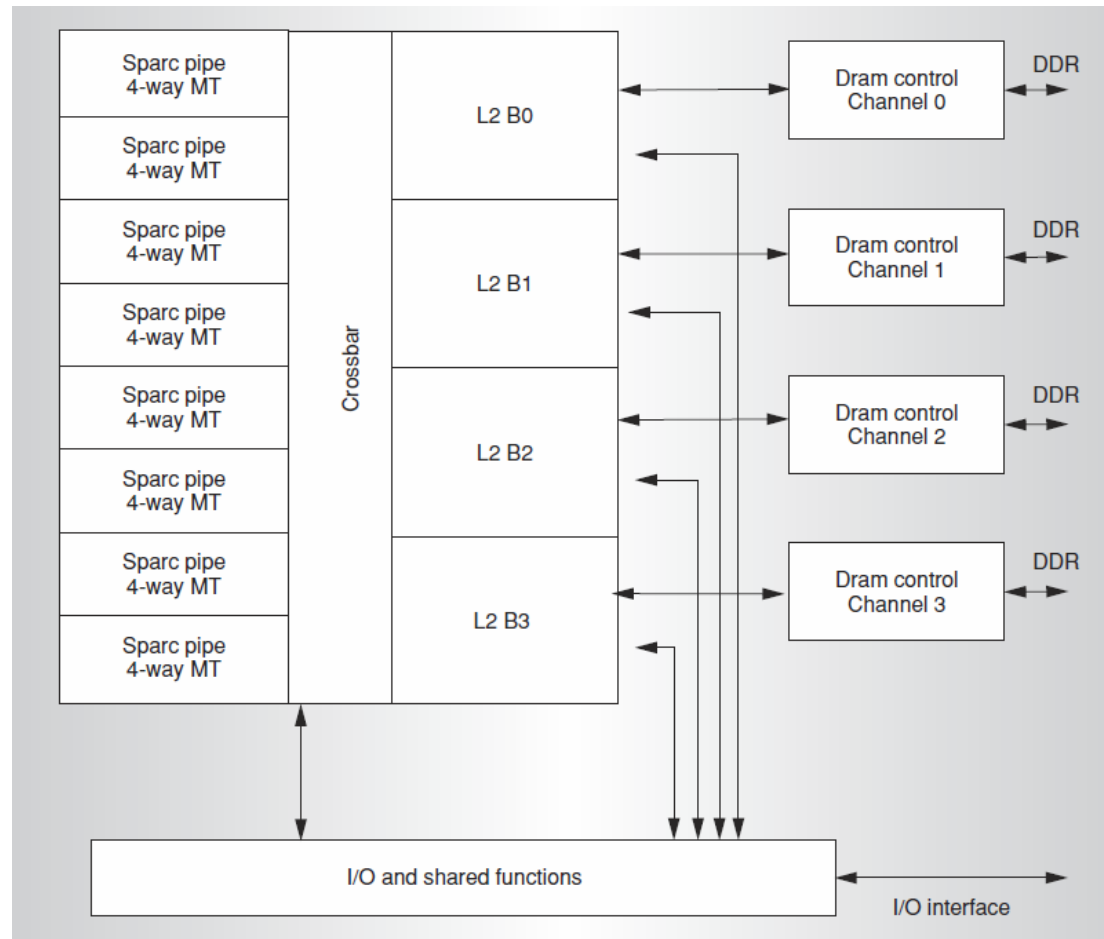 Sparc pipe
4-way MT
Sparc pipe
4-way MT
Sparc pipe
4-way MT
Sparc pipe
4-way MT
Sparc pipe
4-way MT
Sparc pipe
4-way MT
Sparc pipe
4-way MT
Sparc pipe
4-way MT
Crossbar
L2 B0
L2 B1
L2 B2
L2 B3
Dram control
Channel 0
DDR
Dram control
Channel 1
DDR
Dram control
Channel 2
DDR
Dram control
Channel 3
DDR
I/O and shared functions
I/O interface